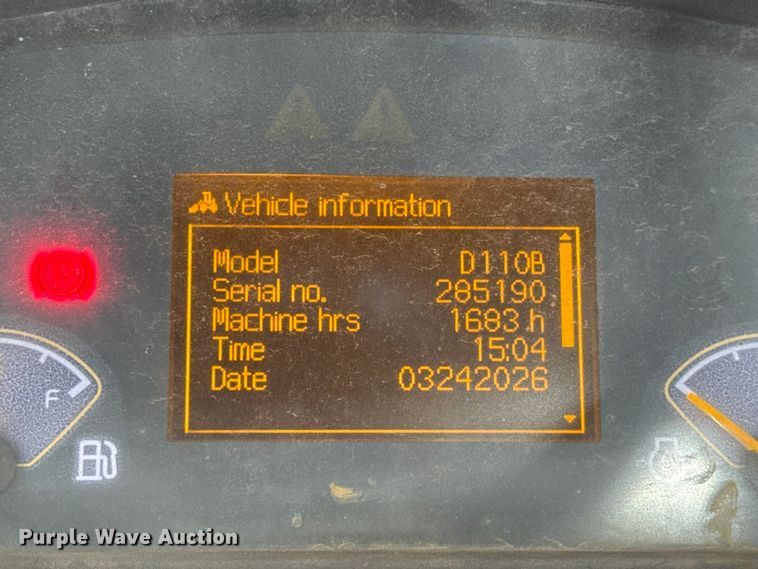 Vehicle information
Model D110B
Serial no. 285190
Machine hrs 1683 h
Time 15:04
Date 03242026
F
Purple Wave Auction